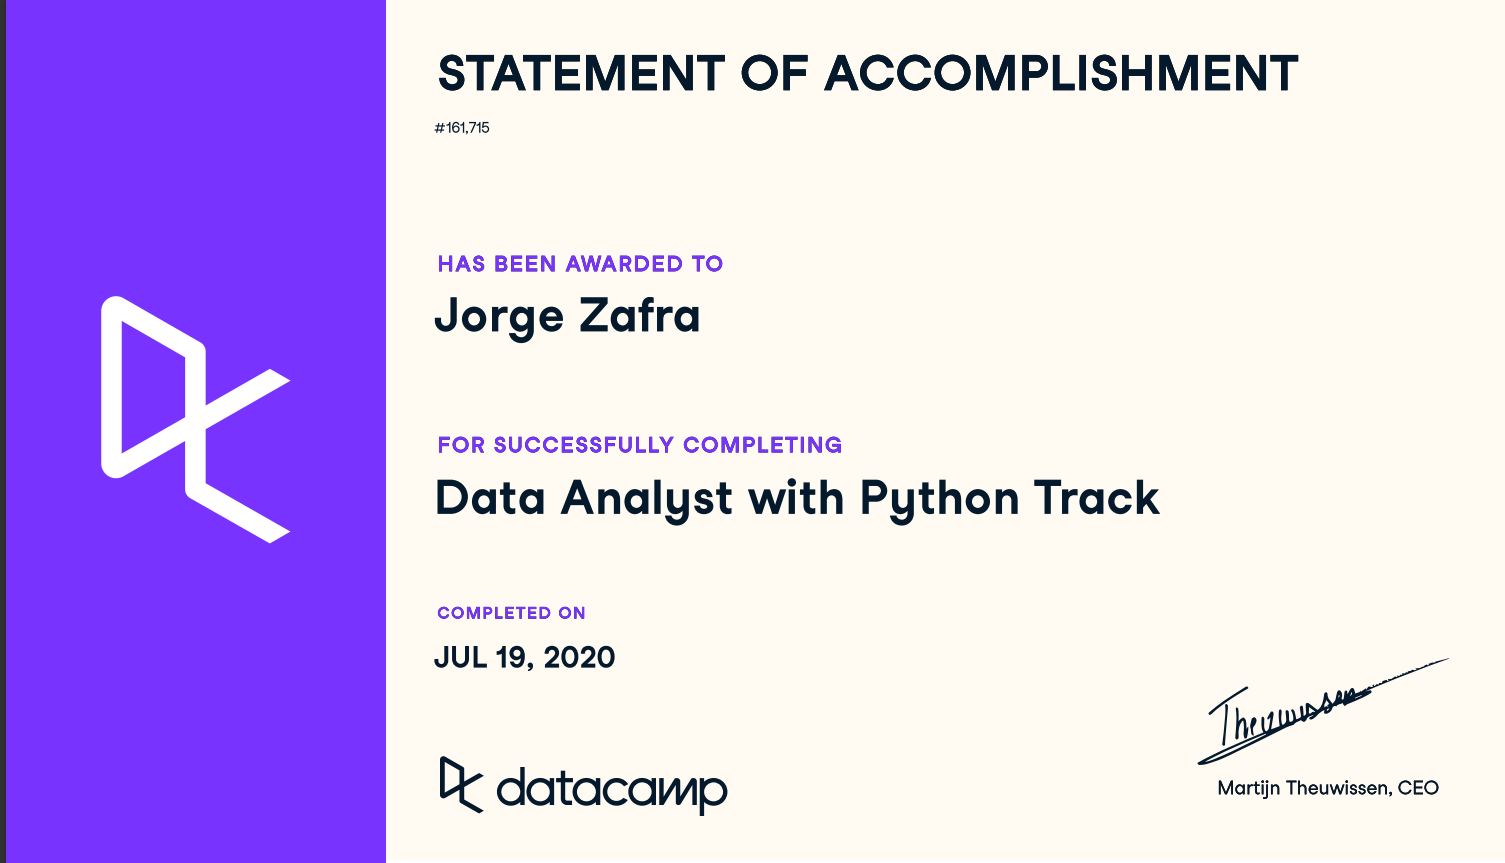 STATEMENT OF ACCOMPLISHMENT
#161,715
HAS BEEN AWARDED TO
Jorge Zafra
FOR SUCCESSFULLY COMPLETING
Data Analyst with Python Track
COMPLETED ON
JUL 19, 2020
Theuwissen
datacamp
Martijn Theuwissen, CEO